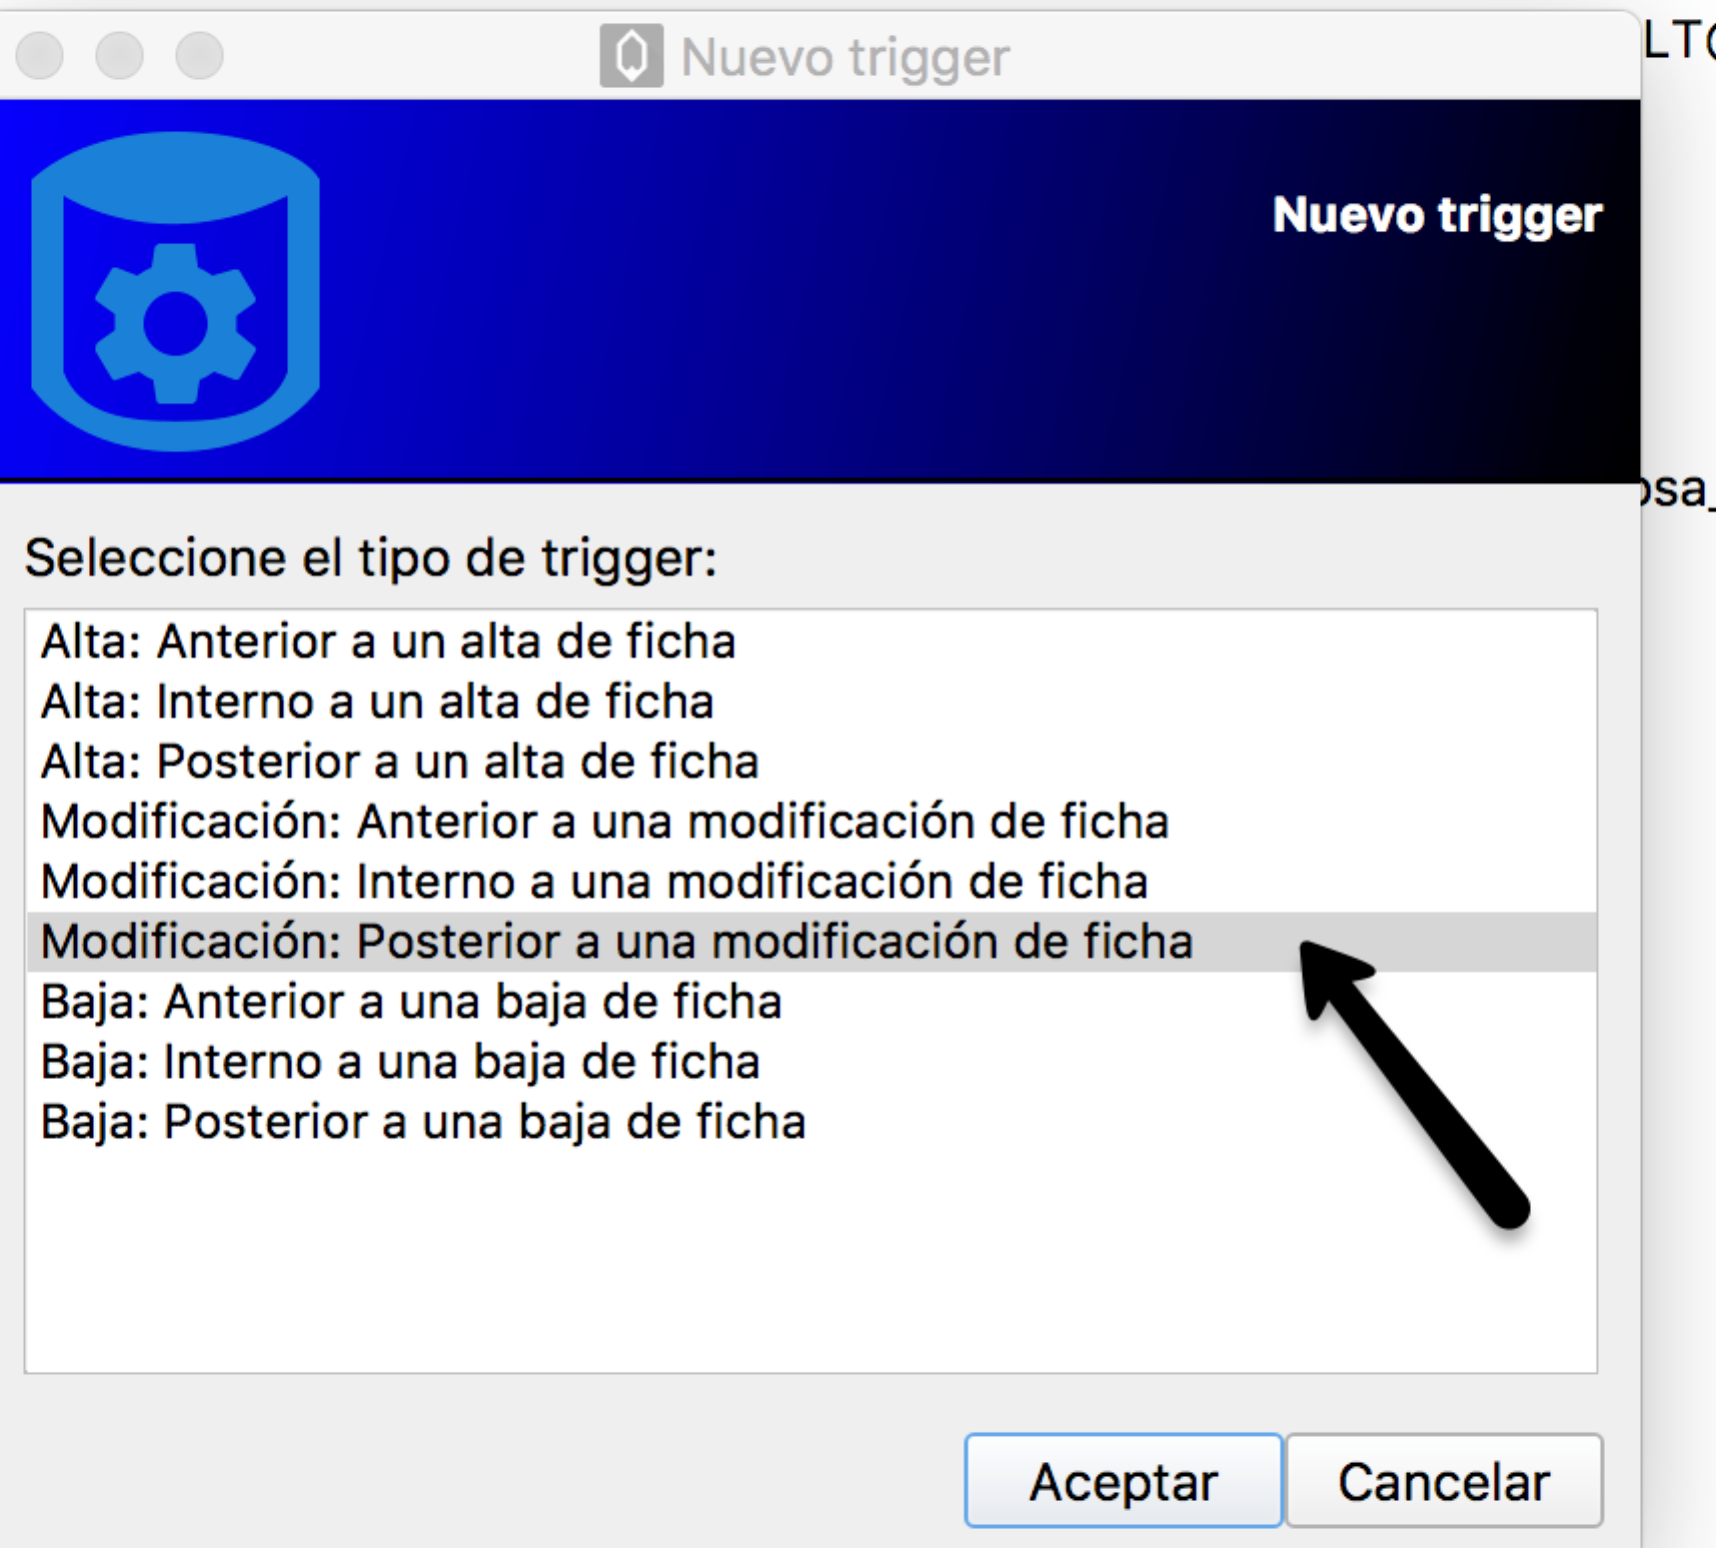 Nuevo trigger
Nuevo trigger
Seleccione el tipo de trigger:
Alta: Anterior a un alta de ficha
Alta: Interno a un alta de ficha
Alta: Posterior a un alta de ficha
Modificación: Anterior a una modificación de ficha
Modificación: Interno a una modificación de ficha
Modificación: Posterior a una modificación de ficha
Baja: Anterior a una baja de ficha
Baja: Interno a una baja de ficha
Baja: Posterior a una baja de ficha
Aceptar Cancelar